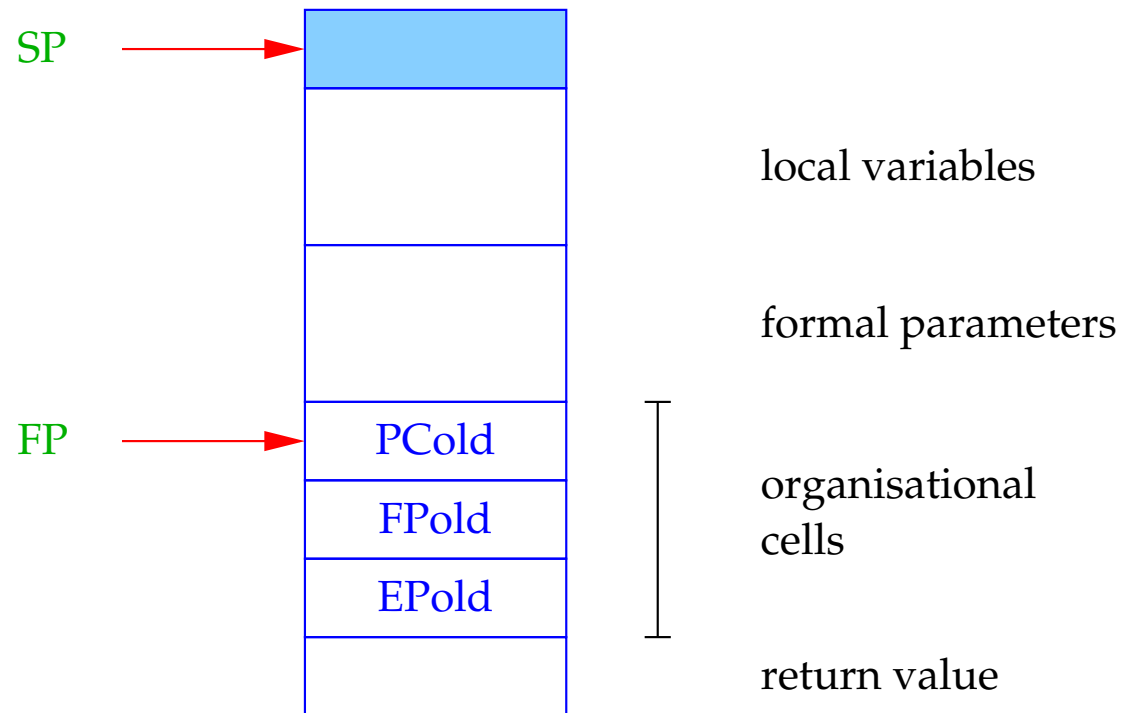 SP
local variables
formal parameters
FP
PCold
FPold
EPold
organisational
cells
return value